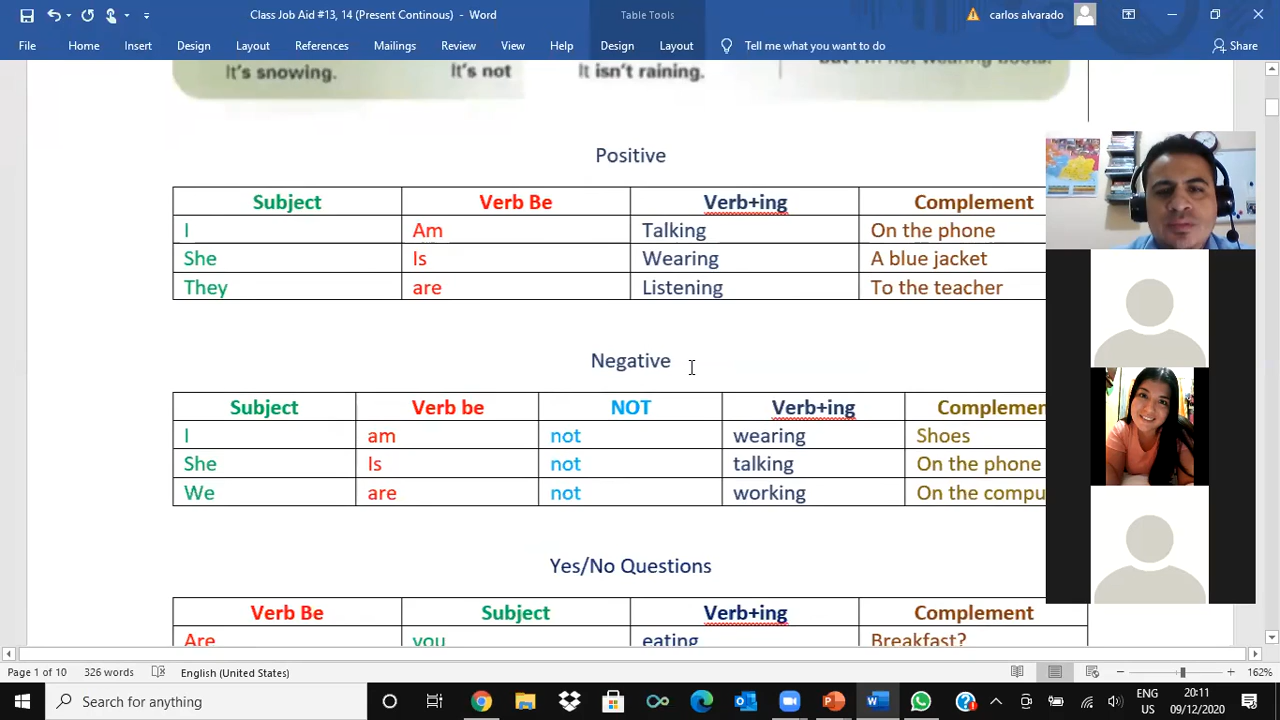 Class Job Aid #13, 14 (Present Continous) - Word
Table Tools
carlos alvarado
File Home Insert Design Layout References Mailings Review View Help Design Layout Tell me what you want to do Share
It's snowing. It's not It isn't raining. but I'm not wearing boots.
Positive
Subject Verb Be Verb+ing Complement
I Am Talking On the phone
She Is Wearing A blue jacket
They are Listening To the teacher
Negative
Subject Verb be NOT Verb+ing Complemen
I am not wearing Shoes
She Is not talking On the phone
We are not working On the compu
Yes/No Questions
Verb Be Subject Verb+ing Complement
Are you eating Breakfast?
Page 1 of 10 326 words English (United States) 162%
Search for anything
ENG 20:11
US 09/12/2020